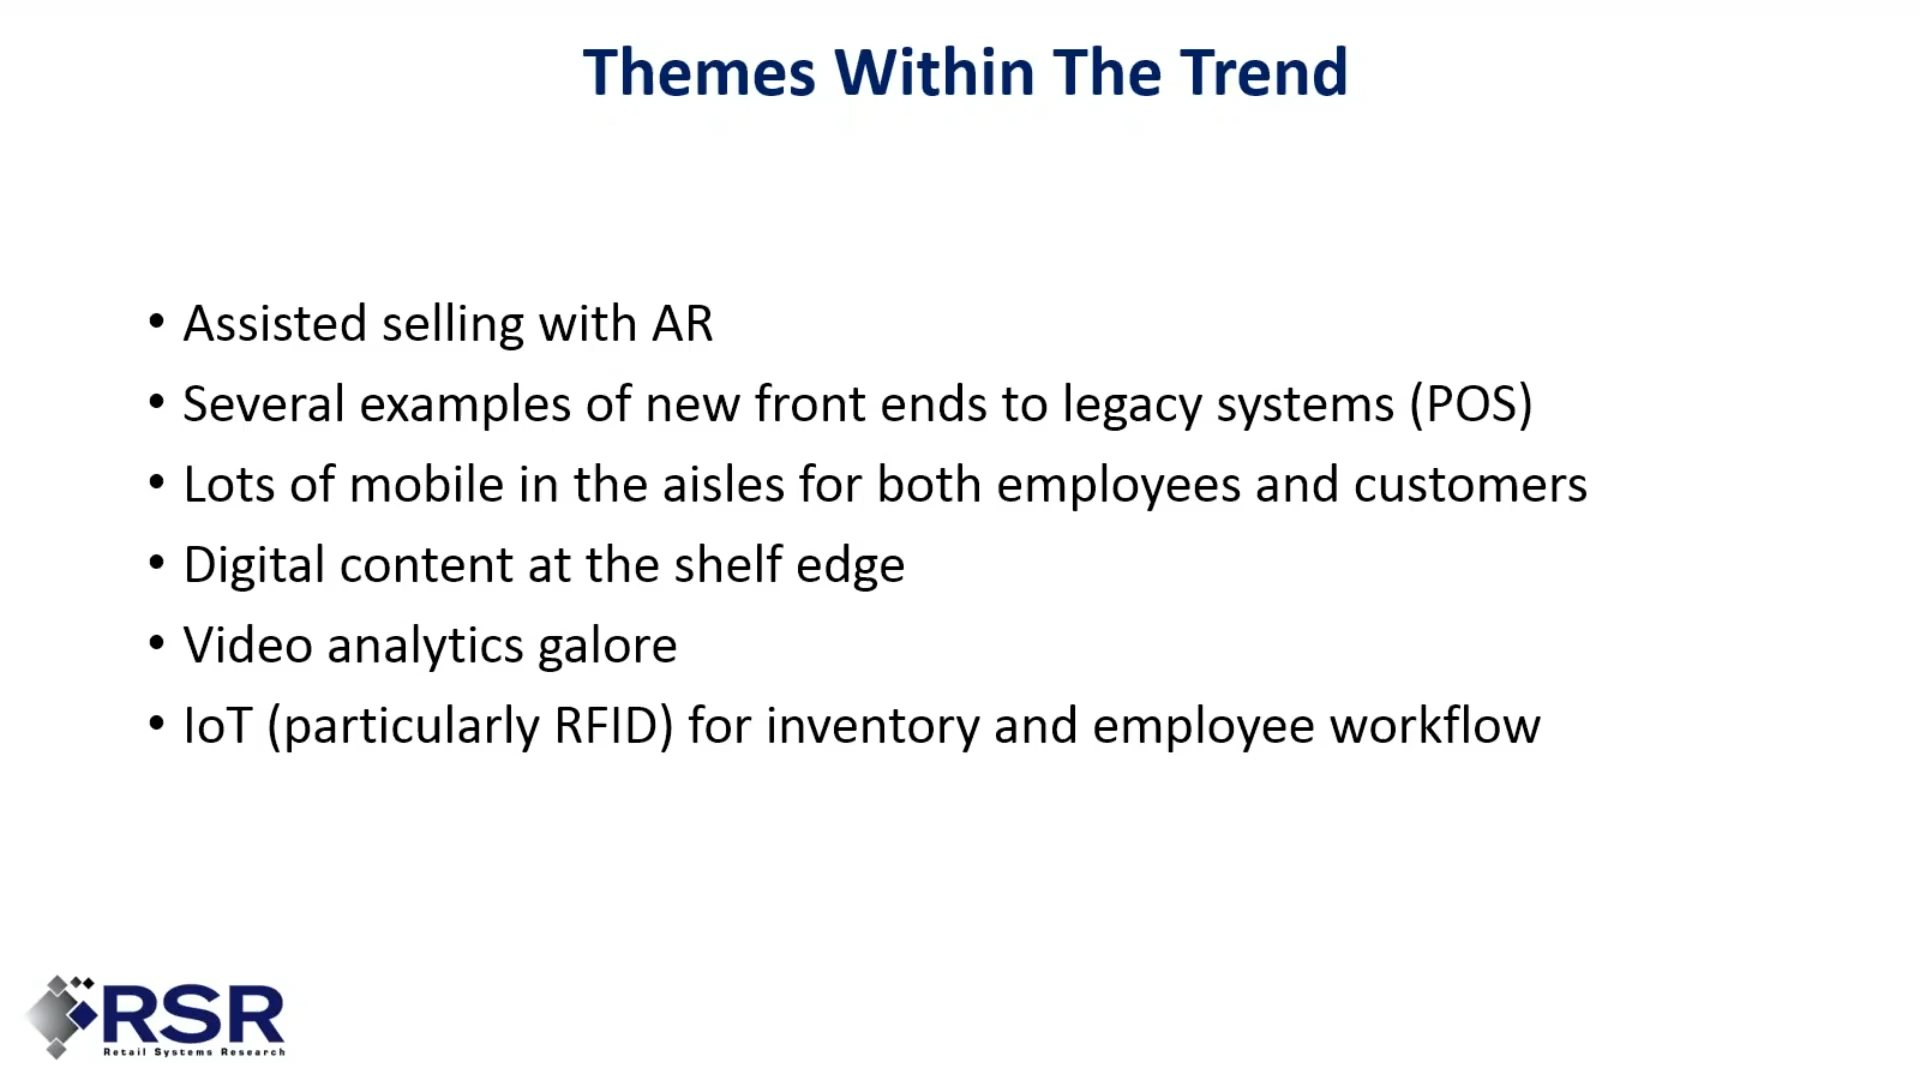 Themes Within The Trend
• Assisted selling with AR
• Several examples of new front ends to legacy systems (POS)
• Lots of mobile in the aisles for both employees and customers
• Digital content at the shelf edge
• Video analytics galore
• IoT (particularly RFID) for inventory and employee workflow
RSR
Retail Systems Research